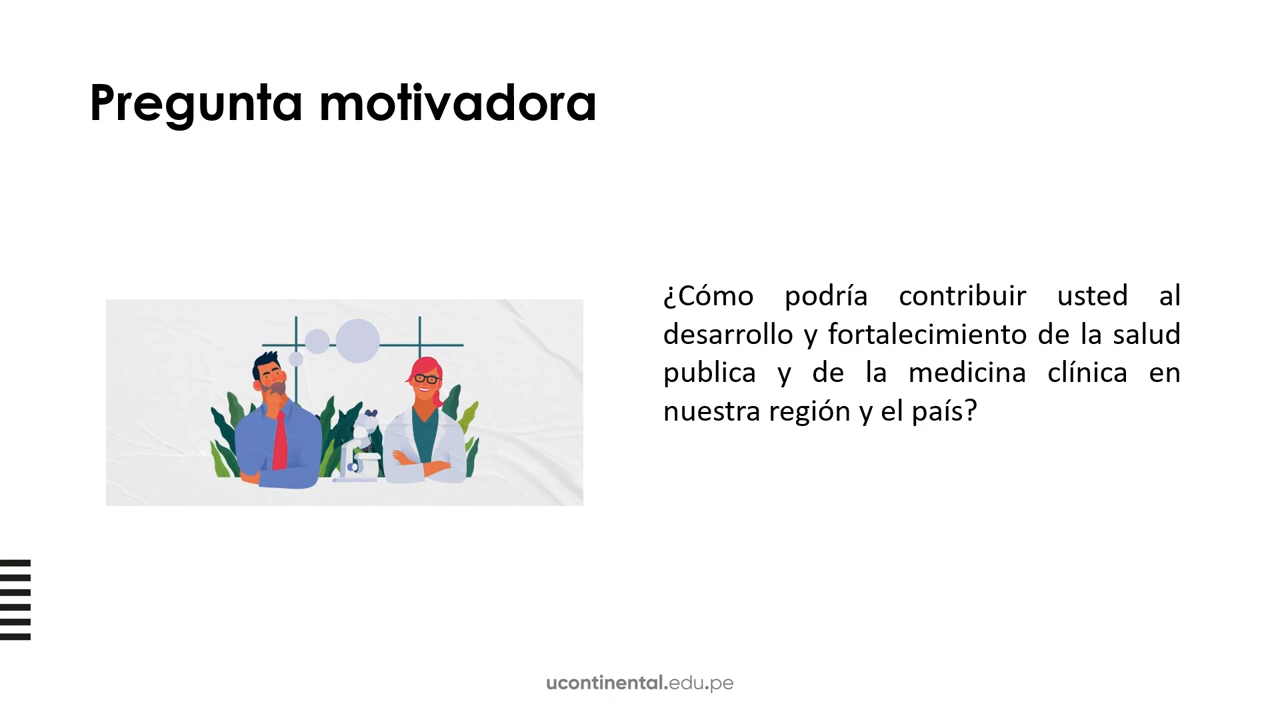 Pregunta motivadora
¿Cómo podría contribuir usted al
desarrollo y fortalecimiento de la salud
publica y de la medicina clínica en
nuestra región y el país?
ucontinental.edu.pe